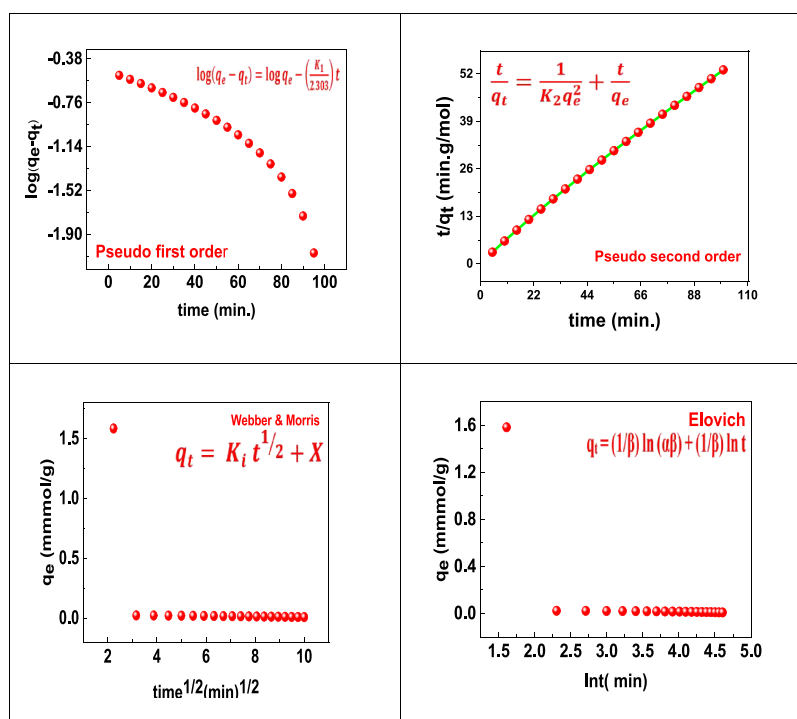 -0.38
-0.76
-1.14
-1.52
-1.90
log(qe-qt)
log(qe − qt) = log qe − (K1/2.303) t
Pseudo first order
0 20 40 60 80 100
time (min.)
52
39
26
13
0
t/qt (min.g/mol)
t/qt = 1/K2qe² + t/qe
Pseudo second order
0 22 44 66 88 110
time (min.)
1.5
1.0
0.5
0.0
qe (mmmol/g)
Webber & Morris
qt = Ki t^1/2 + X
2 4 6 8 10
time^1/2(min)^1/2
1.6
1.2
0.8
0.4
0.0
qe (mmmol/g)
Elovich
qt = (1/β) ln (αβ) + (1/β) ln t
1.5 2.0 2.5 3.0 3.5 4.0 4.5 5.0
lnt( min)